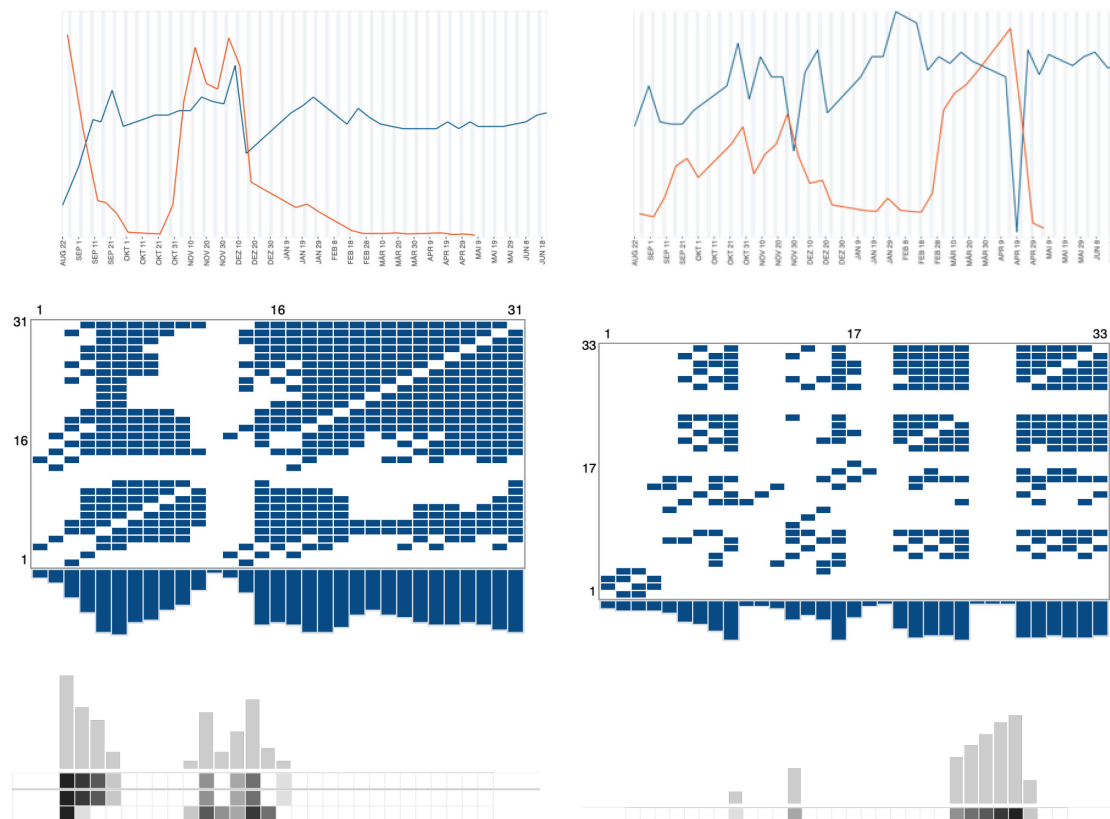 AUG 22
SEP 1
SEP 11
SEP 21
OKT 1
OKT 11
OKT 21
OKT 31
NOV 10
NOV 20
NOV 30
DEZ 10
DEZ 20
DEZ 30
JAN 9
JAN 19
JAN 29
FEB 8
FEB 18
FEB 28
MÄR 10
MÄR 20
MÄR 30
APR 9
APR 19
APR 29
MAI 9
MAI 19
MAI 29
JUN 8
JUN 18
AUG 22
SEP 1
SEP 11
SEP 21
OKT 1
OKT 11
OKT 21
OKT 31
NOV 10
NOV 20
NOV 30
DEZ 10
DEZ 20
DEZ 30
JAN 9
JAN 19
JAN 29
FEB 8
FEB 18
FEB 28
MÄR 10
MÄR 20
MÄR 30
APR 9
APR 19
APR 29
MAI 9
MAI 19
MAI 29
JUN 8
1 16 31
31
16
1
1 17 33
33
17
1